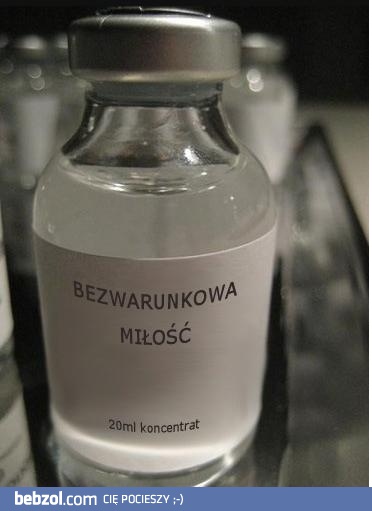 BEZWARUNKOWA
MIŁOŚĆ
20ml koncentrat
bebzol.com CIĘ POCIESZY ;-)